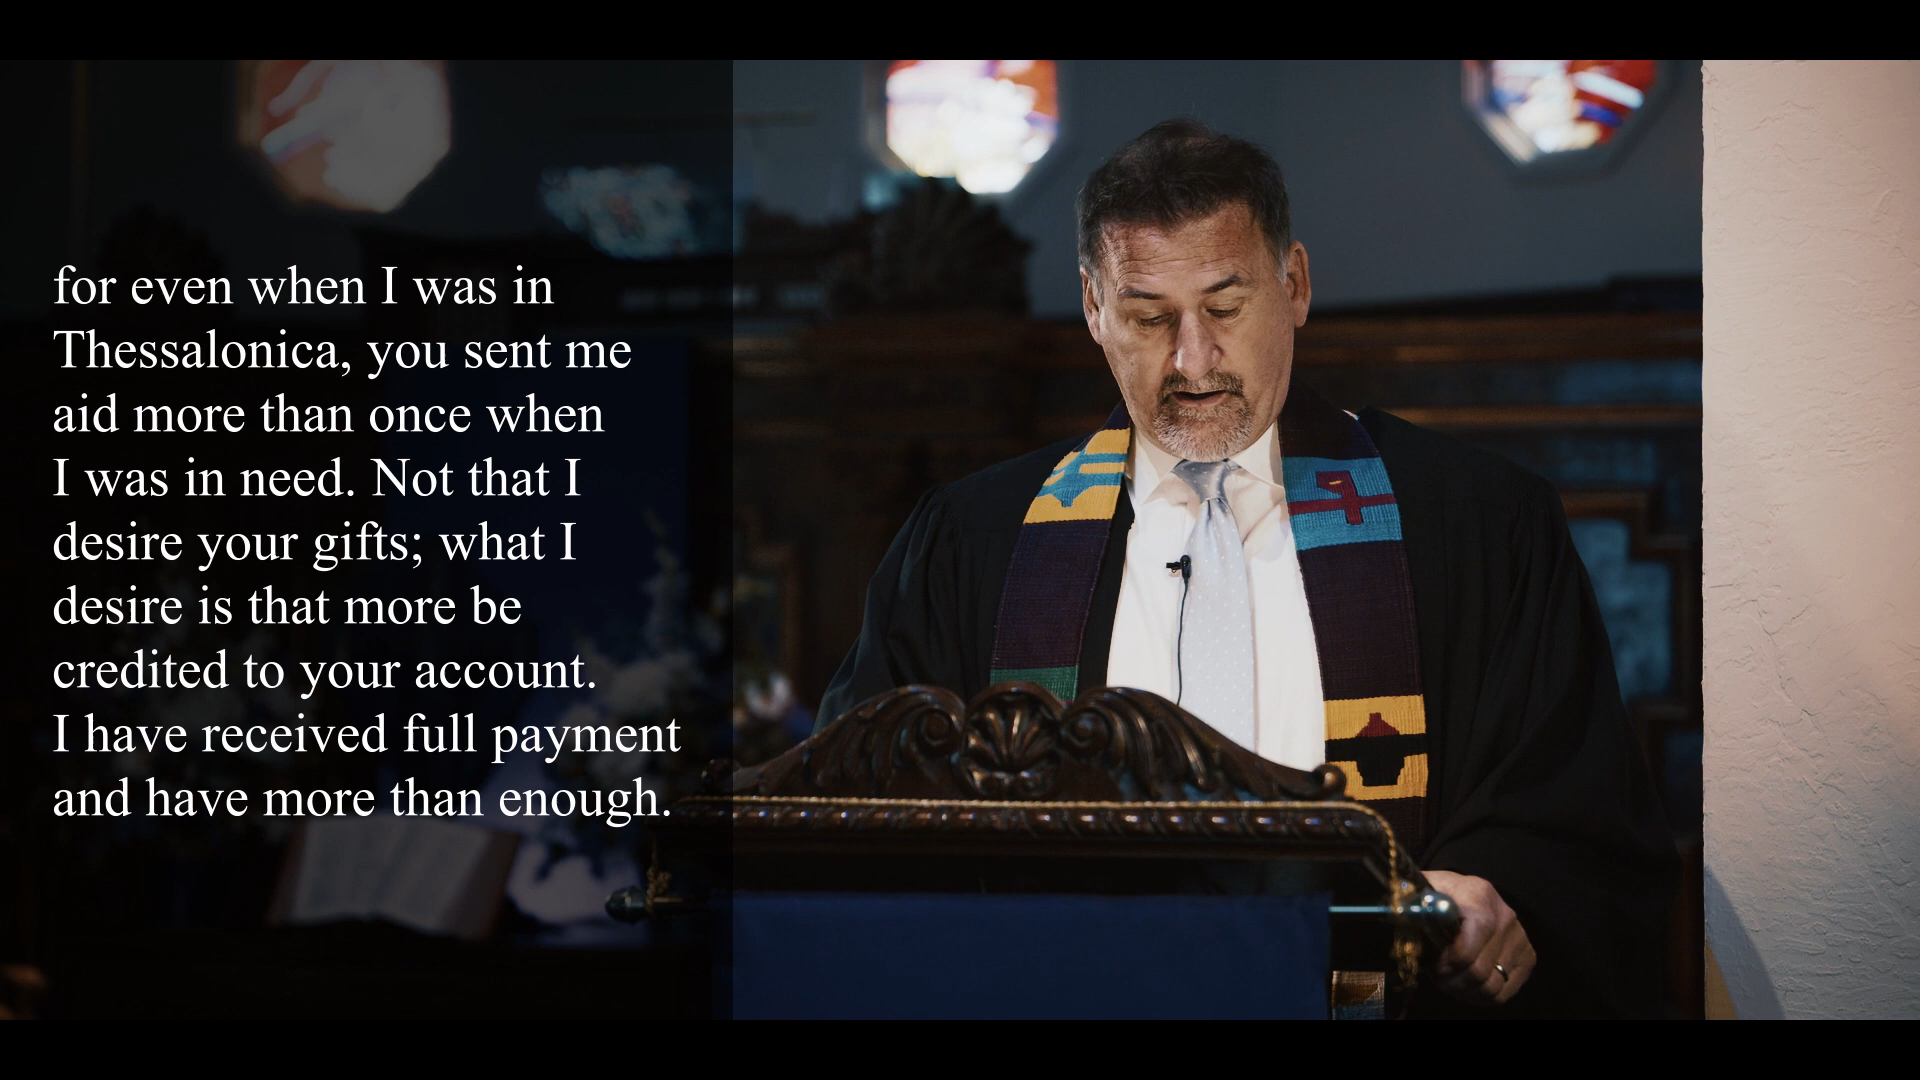 for even when I was in
Thessalonica, you sent me
aid more than once when
I was in need. Not that I
desire your gifts; what I
desire is that more be
credited to your account.
I have received full payment
and have more than enough.